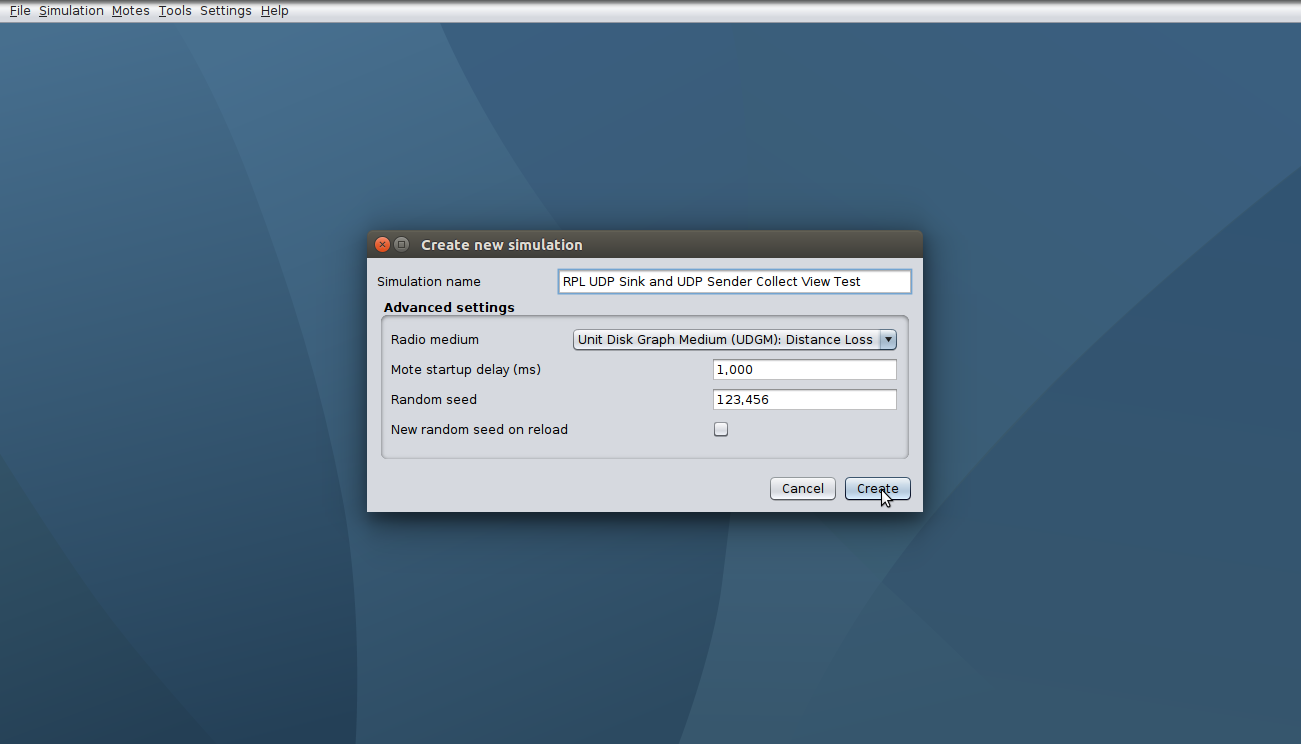 File Simulation Motes Tools Settings Help
Create new simulation
Simulation name RPL UDP Sink and UDP Sender Collect View Test
Advanced settings
Radio medium Unit Disk Graph Medium (UDGM): Distance Loss
Mote startup delay (ms) 1,000
Random seed 123,456
New random seed on reload
Cancel Create